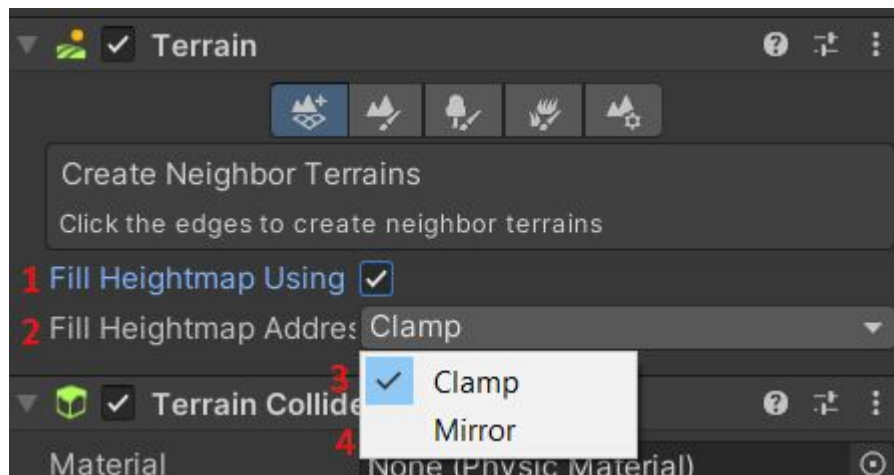 Terrain
Create Neighbor Terrains
Click the edges to create neighbor terrains
1 Fill Heightmap Using
2 Fill Heightmap Addres Clamp
3 Clamp
Terrain Collide
4 Mirror
Material None (Physic Material)